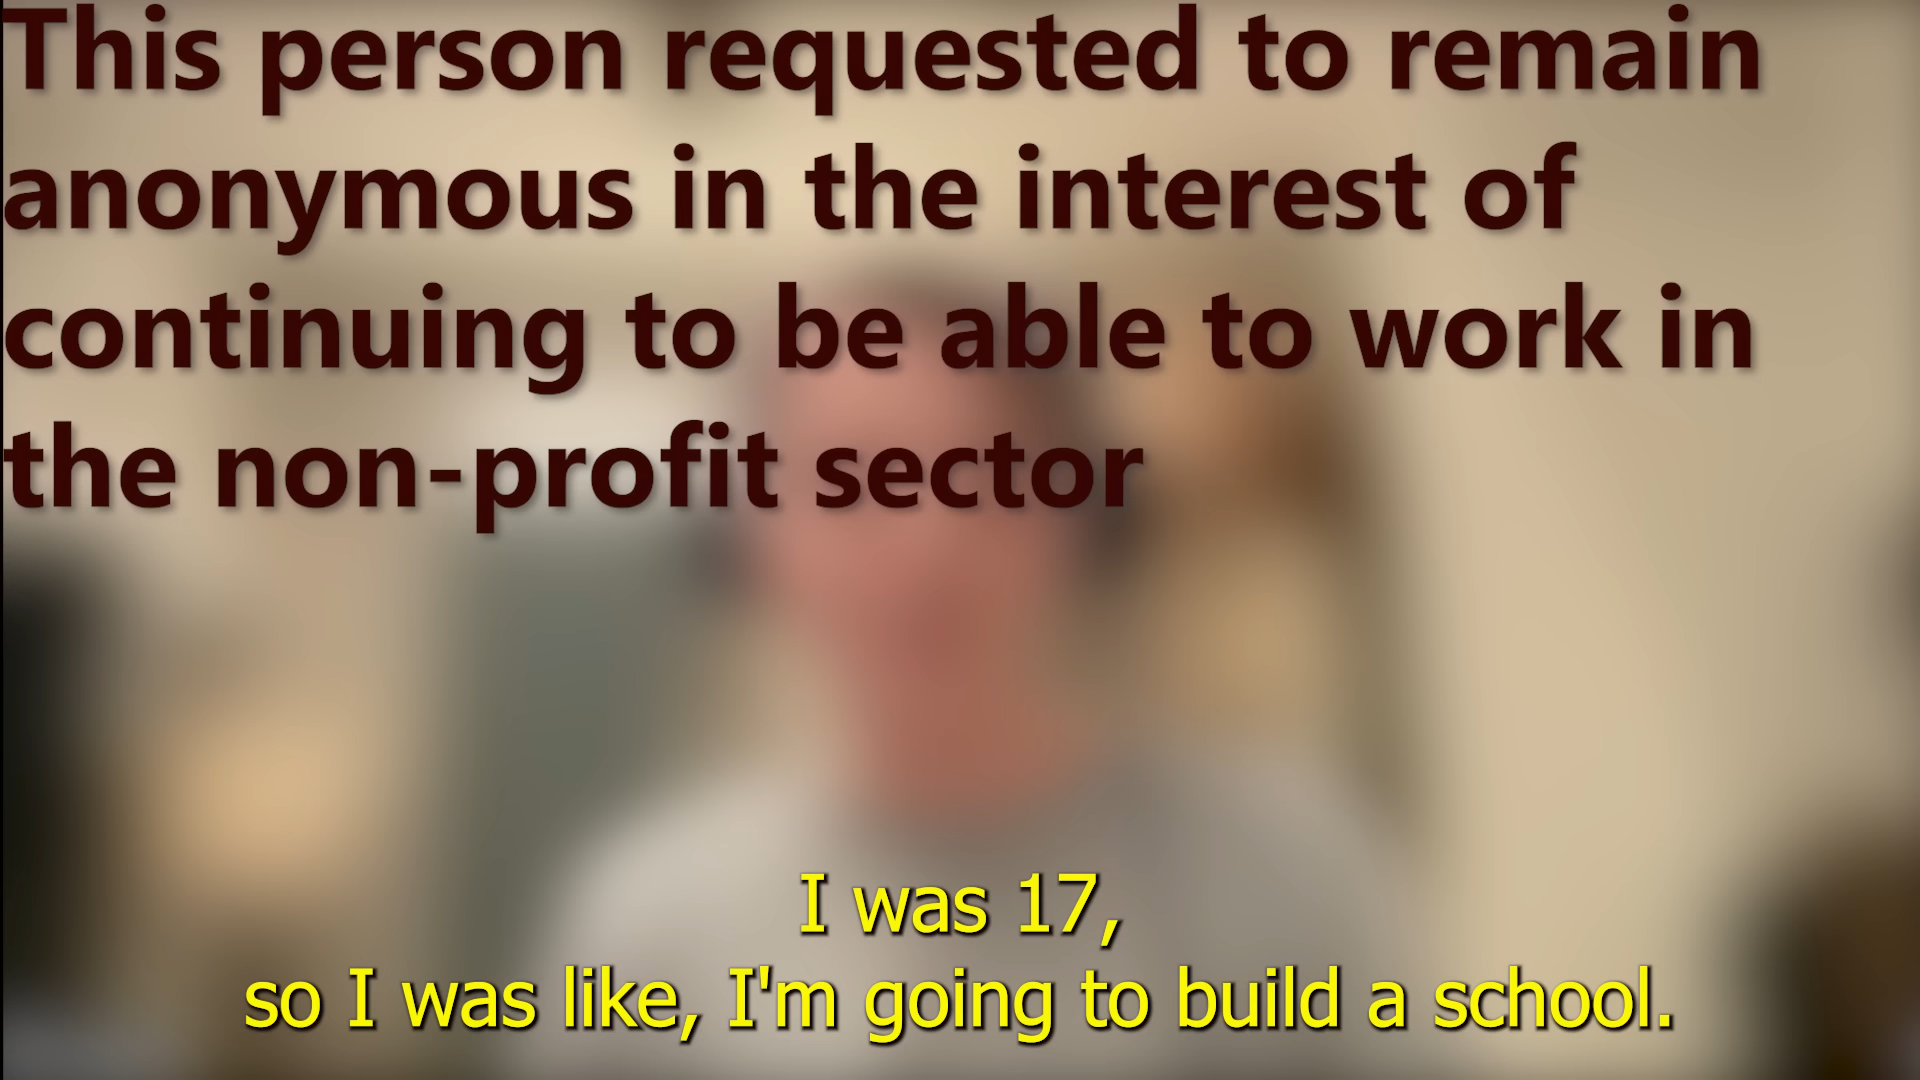 This person requested to remain
anonymous in the interest of
continuing to be able to work in
the non-profit sector
I was 17,
so I was like, I'm going to build a school.